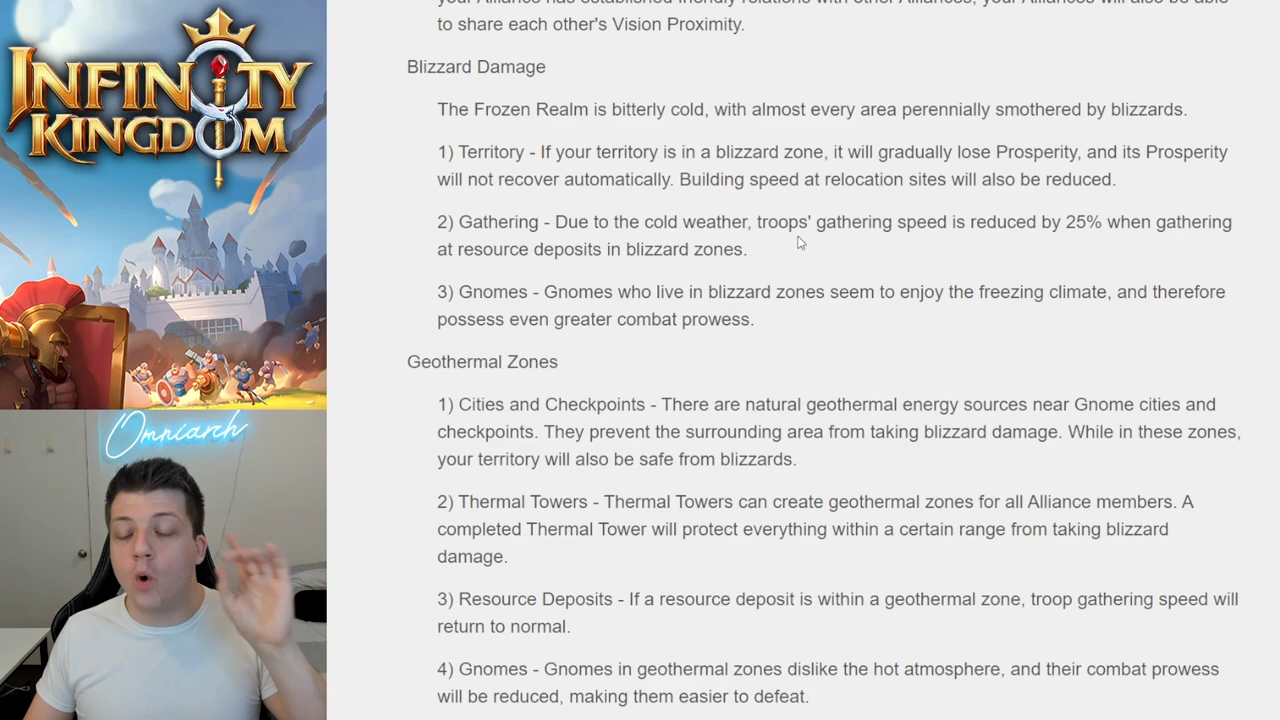 INFINITY
KINGDOM
Omniarch
to share each other's Vision Proximity.
Blizzard Damage
The Frozen Realm is bitterly cold, with almost every area perennially smothered by blizzards.
1) Territory - If your territory is in a blizzard zone, it will gradually lose Prosperity, and its Prosperity
will not recover automatically. Building speed at relocation sites will also be reduced.
2) Gathering - Due to the cold weather, troops' gathering speed is reduced by 25% when gathering
at resource deposits in blizzard zones.
3) Gnomes - Gnomes who live in blizzard zones seem to enjoy the freezing climate, and therefore
possess even greater combat prowess.
Geothermal Zones
1) Cities and Checkpoints - There are natural geothermal energy sources near Gnome cities and
checkpoints. They prevent the surrounding area from taking blizzard damage. While in these zones,
your territory will also be safe from blizzards.
2) Thermal Towers - Thermal Towers can create geothermal zones for all Alliance members. A
completed Thermal Tower will protect everything within a certain range from taking blizzard
damage.
3) Resource Deposits - If a resource deposit is within a geothermal zone, troop gathering speed will
return to normal.
4) Gnomes - Gnomes in geothermal zones dislike the hot atmosphere, and their combat prowess
will be reduced, making them easier to defeat.